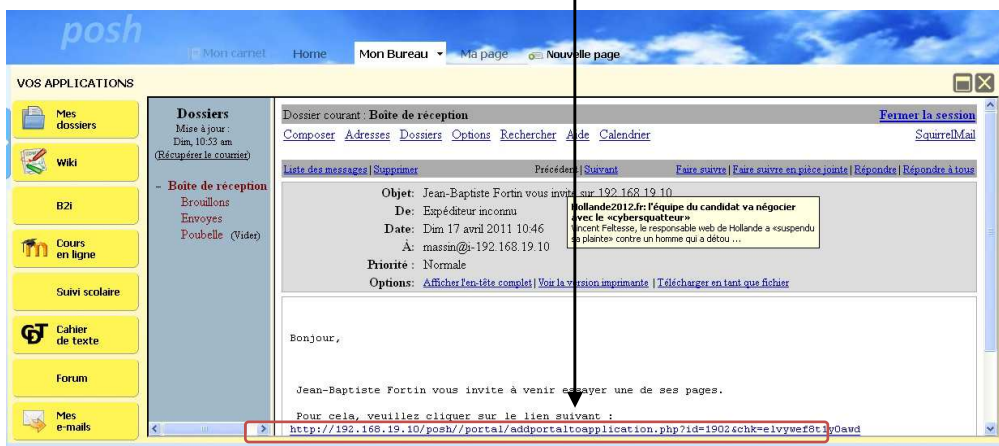 posh
Mon carnet Home Mon Bureau Ma page Nouvelle page
VOS APPLICATIONS
Mes dossiers
Wiki
B2i
Cours en ligne
Suivi scolaire
Cahier de texte
Forum
Mes e-mails
Dossiers
Mise à jour :
Dim, 10:53 am
(Récupérer le courrier)
– Boîte de réception
Brouillons
Envoyes
Poubelle (Vider)
Dossier courant : Boîte de réception Fermer la session
Composer Adresses Dossiers Options Rechercher Aide Calendrier SquirrelMail
Liste des messages | Supprimer Précédent | Suivant Faire suivre | Faire suivre en pièce jointe | Répondre | Répondre à tous
Objet: Jean-Baptiste Fortin vous invite sur 192.168.19.10
De: Expéditeur inconnu
Date: Dim 17 avril 2011 10:46
À: massin@i-192.168.19.10
Priorité : Normale
Options: Afficher l'en-tête complet | Voir la version imprimante | Télécharger en tant que fichier
Hollande2012.fr: l'équipe du candidat va négocier
avec le «cybersquatteur»
Vincent Feltesse, le responsable web de Hollande a «suspendu
sa plainte» contre un homme qui a détou ...
Bonjour,
Jean-Baptiste Fortin vous invite à venir essayer une de ses pages.
Pour cela, veuillez cliquer sur le lien suivant :
http://192.168.19.10/posh//portal/addportaltoapplication.php?id=1902&chk=elvywef8t1y0awd